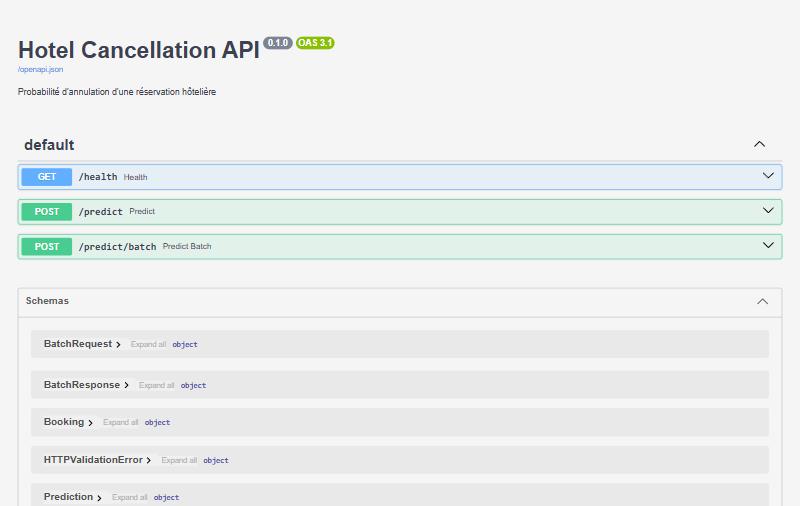 Hotel Cancellation API 0.1.0 OAS 3.1
/openapi.json
Probabilité d'annulation d'une réservation hôtelière
default
GET /health Health
POST /predict Predict
POST /predict/batch Predict Batch
Schemas
BatchRequest Expand all object
BatchResponse Expand all object
Booking Expand all object
HTTPValidationError Expand all object
Prediction Expand all object